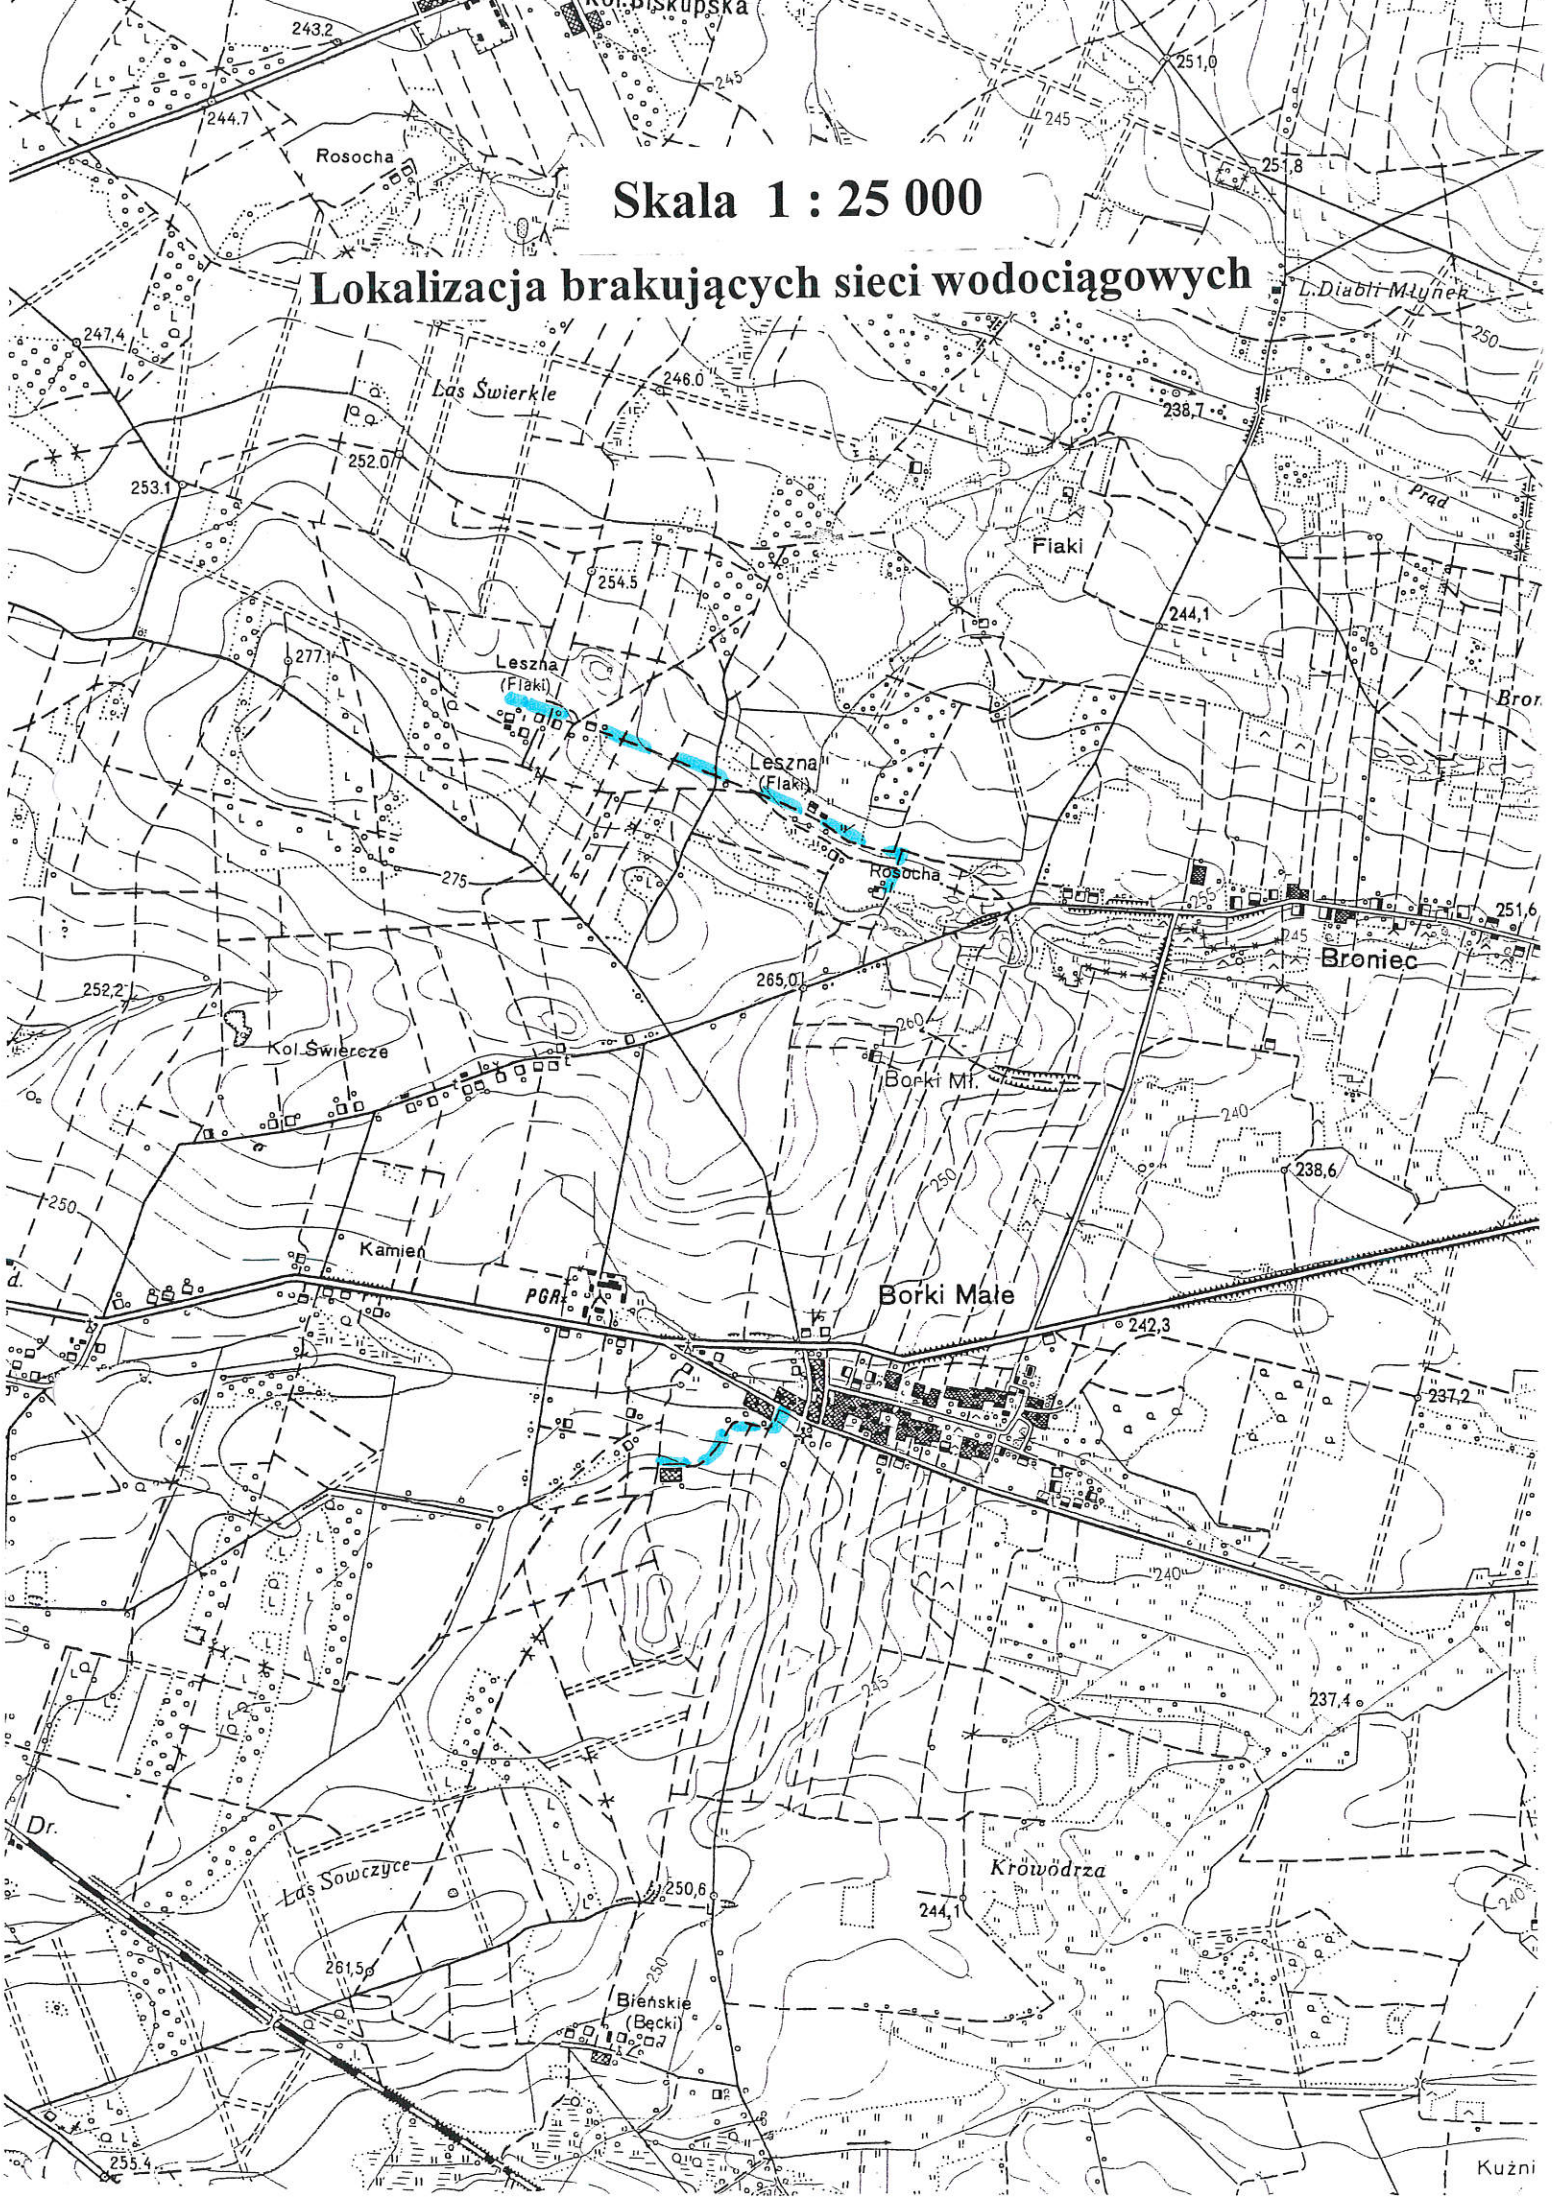 Kol.Biskupska
243.2
251,0
245
244.7
245
Rosocha
251,8
Skala 1 : 25 000
Lokalizacja brakujących sieci wodociągowych
L.Diabli Młynek
247,4
250
Las Świerkle
246.0
238,7
252.0
253.1
Prąd
Flaki
254.5
244,1
277.1
Leszna
(Flaki)
Bron
Leszna
(Flaki)
275
Rosocha
255
251,6
245
Broniec
265,0
252,2
260
Kol.Świercze
Borki Mł.
240
238,6
250
250
Kamień
d.
PGR
Borki Małe
242,3
237,2
240
245
237,4
Dr.
Las Sowczyce
Krowodrza
250,6
244,1
240
261,5
250
Bieńskie
(Bęcki)
255.4
Kuźni